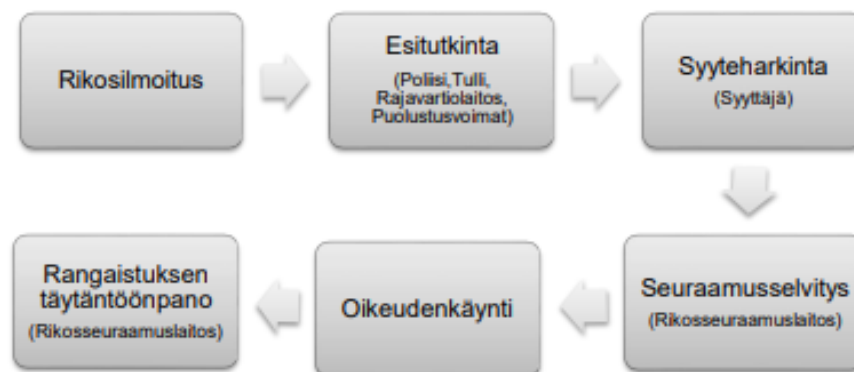 Rikosilmoitus
Esitutkinta
(Poliisi,Tulli,
Rajavartiolaitos,
Puolustusvoimat)
Syyteharkinta
(Syyttäjä)
Seuraamusselvitys
(Rikosseuraamuslaitos)
Oikeudenkäynti
Rangaistuksen
täytäntöönpano
(Rikosseuraamuslaitos)